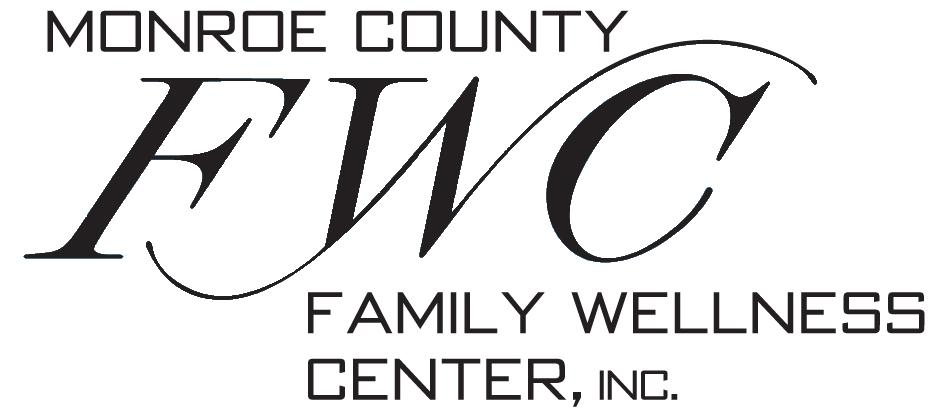 MONROE COUNTY
FWC
FAMILY WELLNESS
CENTER, INC.